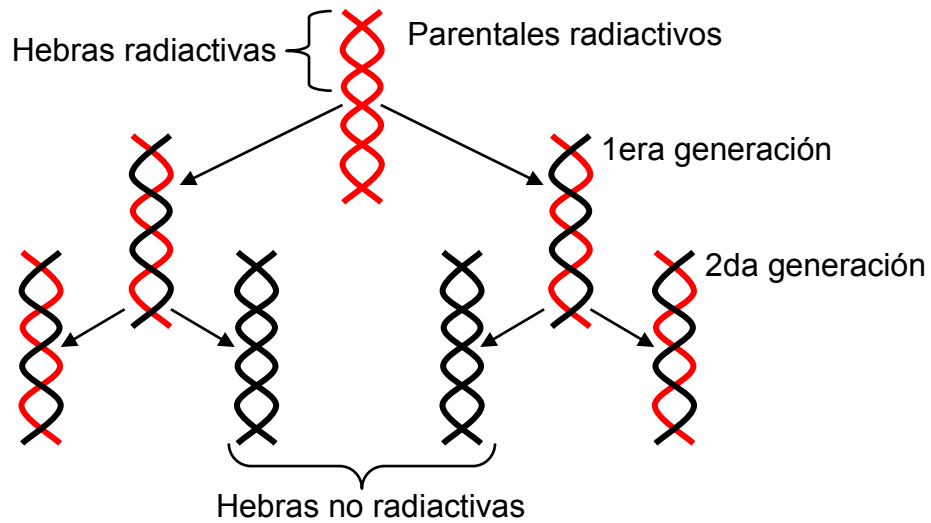 Parentales radiactivos
Hebras radiactivas
1era generación
2da generación
Hebras no radiactivas